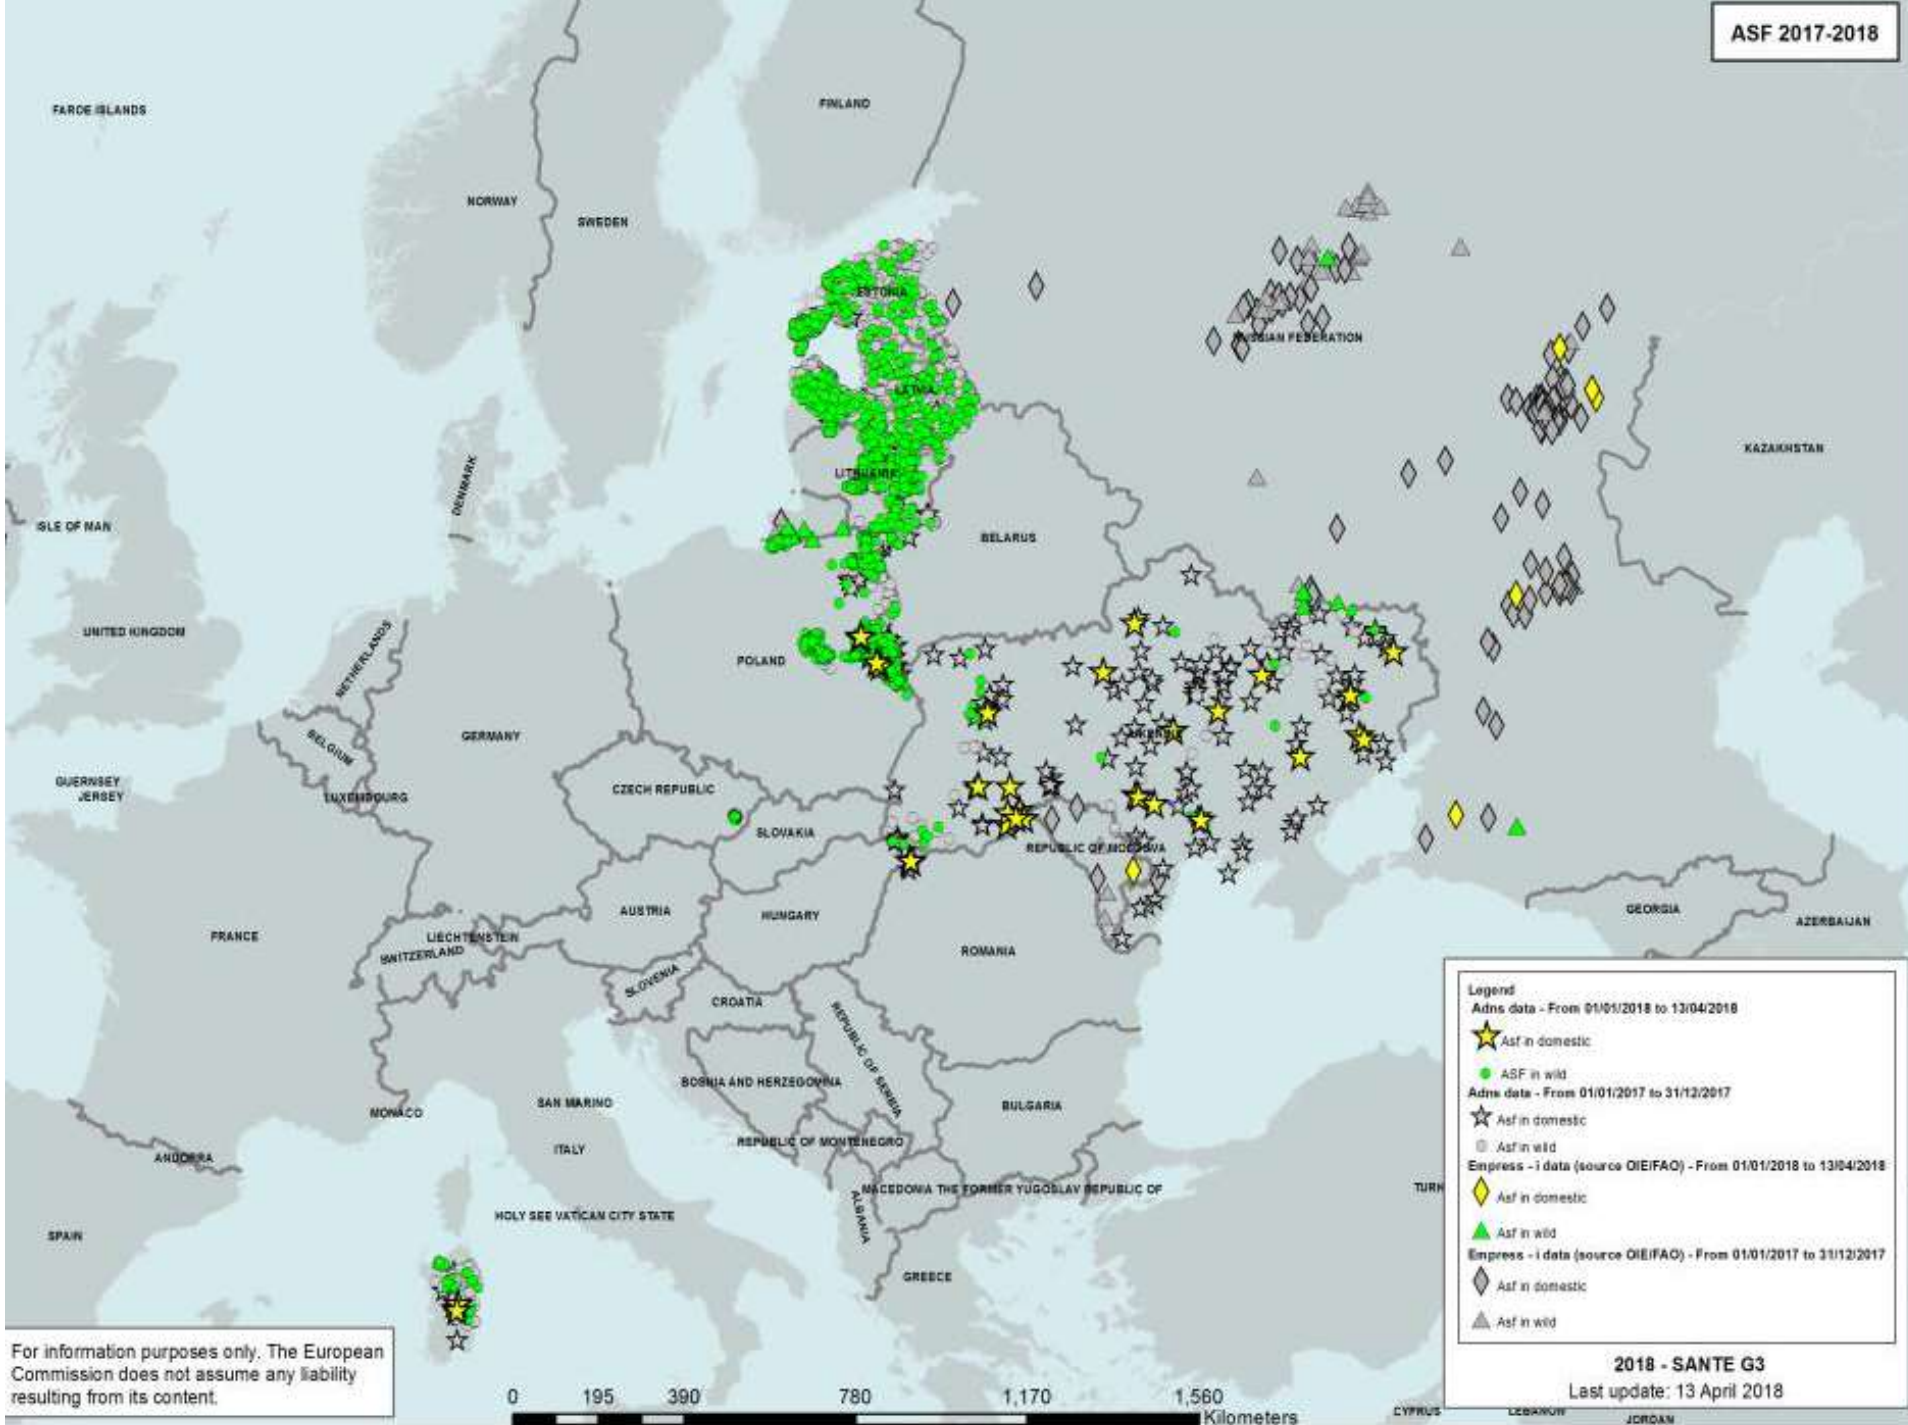 ASF 2017-2018
FAROE ISLANDS
FINLAND
NORWAY
SWEDEN
ESTONIA
RUSSIAN FEDERATION
LATVIA
KAZAKHSTAN
LITHUANIA
DENMARK
ISLE OF MAN
BELARUS
UNITED KINGDOM
NETHERLANDS
POLAND
GERMANY
BELGIUM
UKRAINE
GUERNSEY
JERSEY
LUXEMBOURG
CZECH REPUBLIC
SLOVAKIA
REPUBLIC OF MOLDOVA
AUSTRIA
HUNGARY
GEORGIA
AZERBAIJAN
FRANCE
LIECHTENSTEIN
SWITZERLAND
ROMANIA
SLOVENIA
CROATIA
REPUBLIC OF SERBIA
BOSNIA AND HERZEGOVINA
MONACO
SAN MARINO
BULGARIA
ITALY
REPUBLIC OF MONTENEGRO
ANDORRA
MACEDONIA THE FORMER YUGOSLAV REPUBLIC OF
ALBANIA
TURK
HOLY SEE VATICAN CITY STATE
SPAIN
GREECE
Legend
Adns data - From 01/01/2018 to 13/04/2018
Asf in domestic
ASF in wild
Adns data - From 01/01/2017 to 31/12/2017
Asf in domestic
Asf in wild
Empress - i data (source OIE/FAO) - From 01/01/2018 to 13/04/2018
Asf in domestic
Asf in wild
Empress - i data (source OIE/FAO) - From 01/01/2017 to 31/12/2017
Asf in domestic
Asf in wild
2018 - SANTE G3
Last update: 13 April 2018
For information purposes only. The European
Commission does not assume any liability
resulting from its content.
0 195 390 780 1,170 1,560
Kilometers
CYPRUS
LEBANON
JORDAN